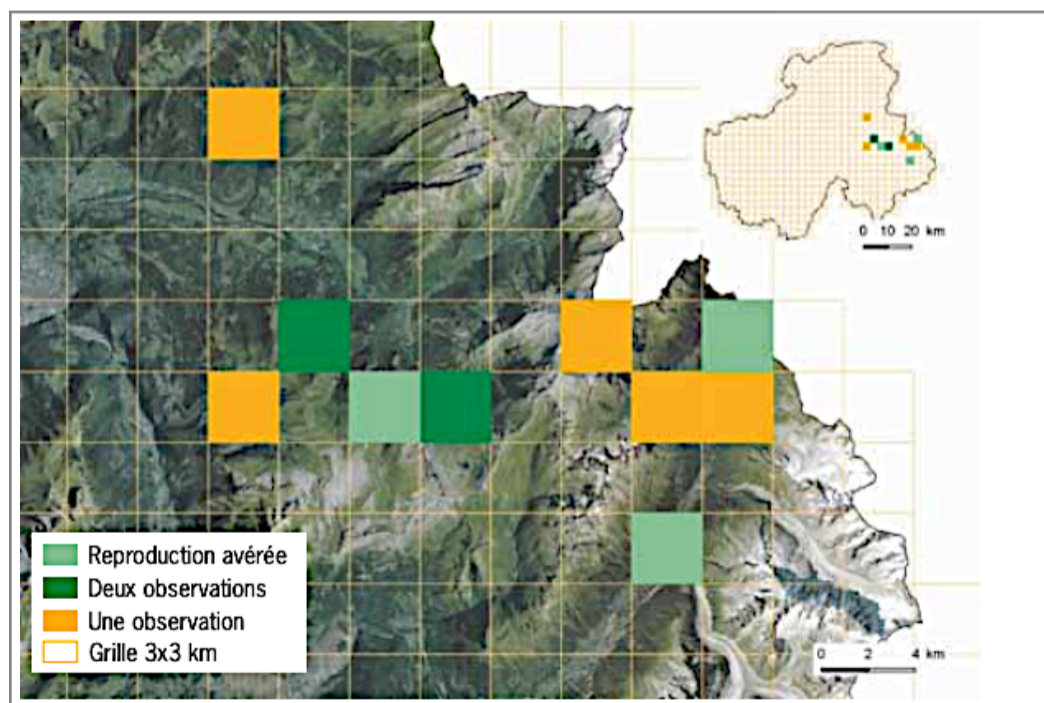 0 10 20 km
Reproduction avérée
Deux observations
Une observation
Grille 3x3 km
0 2 4 km